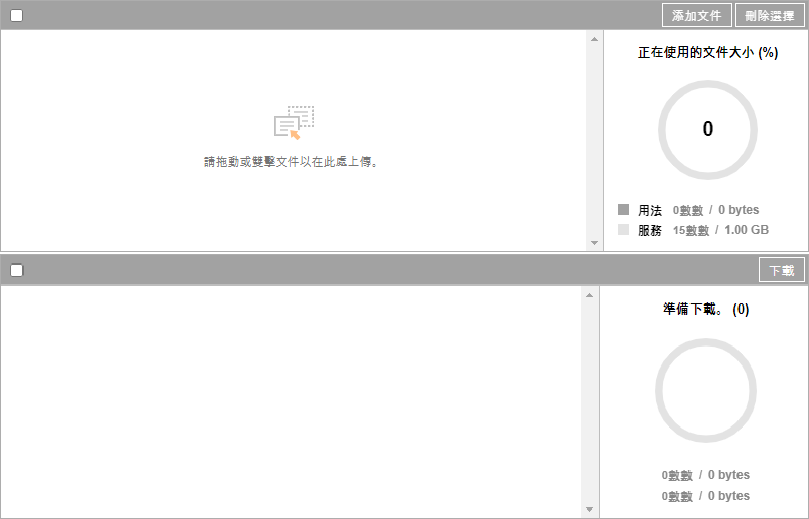 添加文件 刪除選擇
正在使用的文件大小 (%)
0
請拖動或雙擊文件以在此處上傳。
用法 0數數 / 0 bytes
服務 15數數 / 1.00 GB
下載
準備下載。 (0)
0數數 / 0 bytes
0數數 / 0 bytes